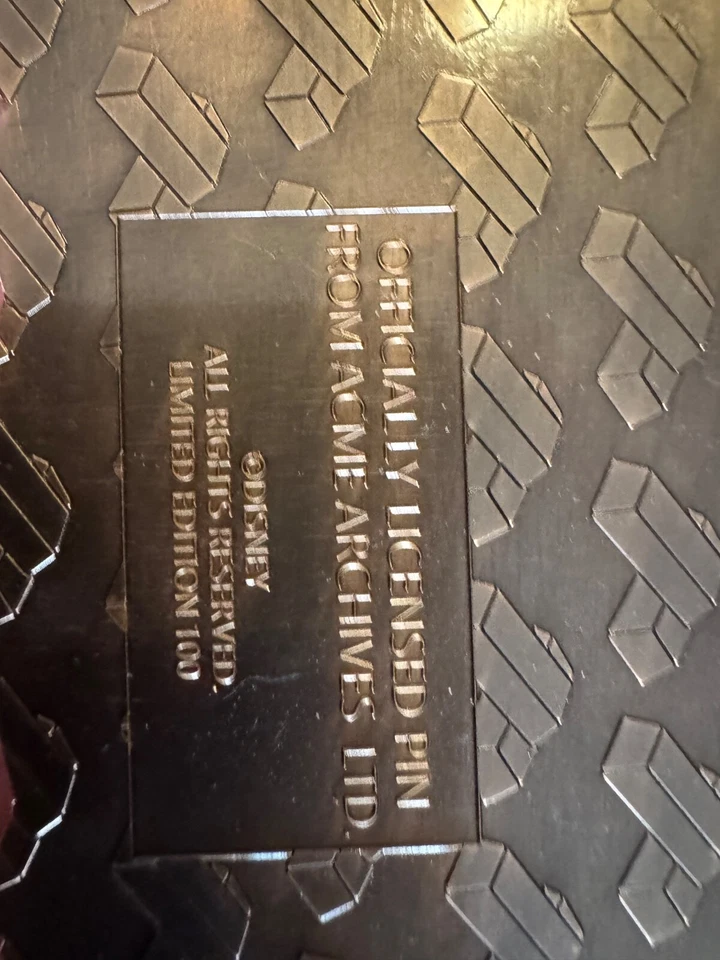 OFFICIALLY LICENSED PIN
FROM ACME ARCHIVES LTD.
©DISNEY
ALL RIGHTS RESERVED
LIMITED EDITION 100